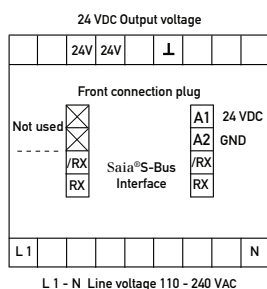 24 VDC Output voltage
24V 24V ⊥
Front connection plug
A1 24 VDC
Not used A2 GND
/RX Saia®S-Bus /RX
RX Interface RX
L 1 N
L 1 - N Line voltage 110 - 240 VAC